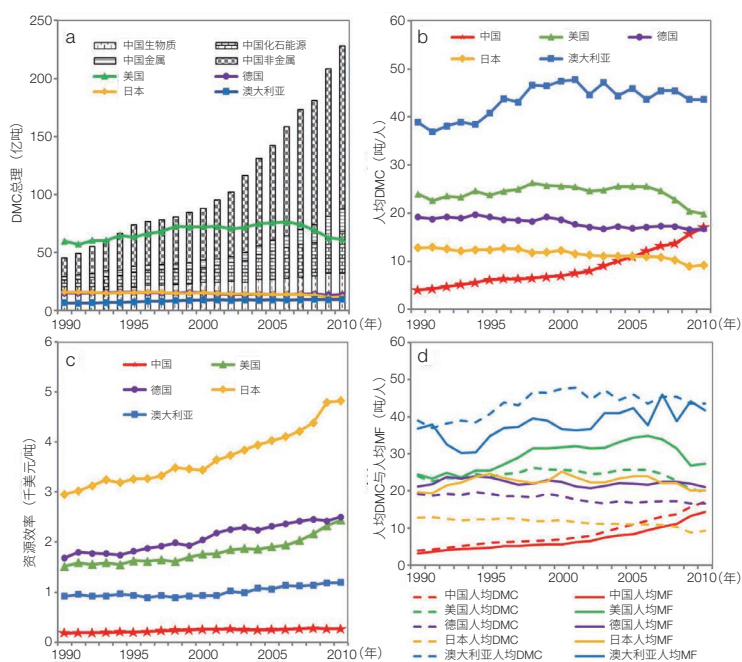 a
250
200
150
100
50
0
DMC总理（亿吨）
中国生物质
中国化石能源
中国金属
中国非金属
美国
德国
日本
澳大利亚
1990
1995
2000
2005
2010(年)
b
60
50
40
30
20
10
0
人均DMC（吨/人）
中国
美国
德国
日本
澳大利亚
1990
1995
2000
2005
2010(年)
c
6
5
4
3
2
1
0
资源效率（千美元/吨）
中国
美国
德国
日本
澳大利亚
1990
1995
2000
2005
2010(年)
d
60
50
40
30
20
10
0
人均DMC与人均MF（吨/人）
1990
1995
2000
2005
2010(年)
中国人均DMC
中国人均MF
美国人均DMC
美国人均MF
德国人均DMC
德国人均MF
日本人均DMC
日本人均MF
澳大利亚人均DMC
澳大利亚人均MF